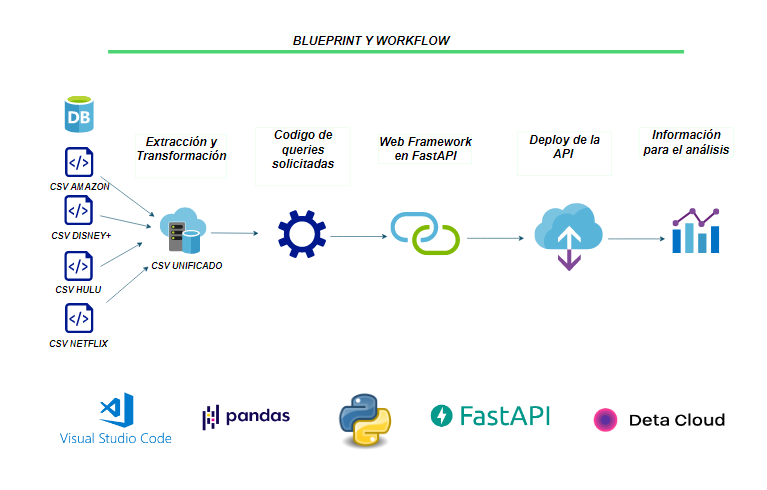 BLUEPRINT Y WORKFLOW
DB
</>
CSV AMAZON
</>
CSV DISNEY+
</>
CSV HULU
</>
CSV NETFLIX
Extracción y
Transformación
CSV UNIFICADO
Codigo de
queries
solicitadas
Web Framework
en FastAPI
Deploy de la
API
Información
para el análisis
Visual Studio Code
pandas
FastAPI
Deta Cloud